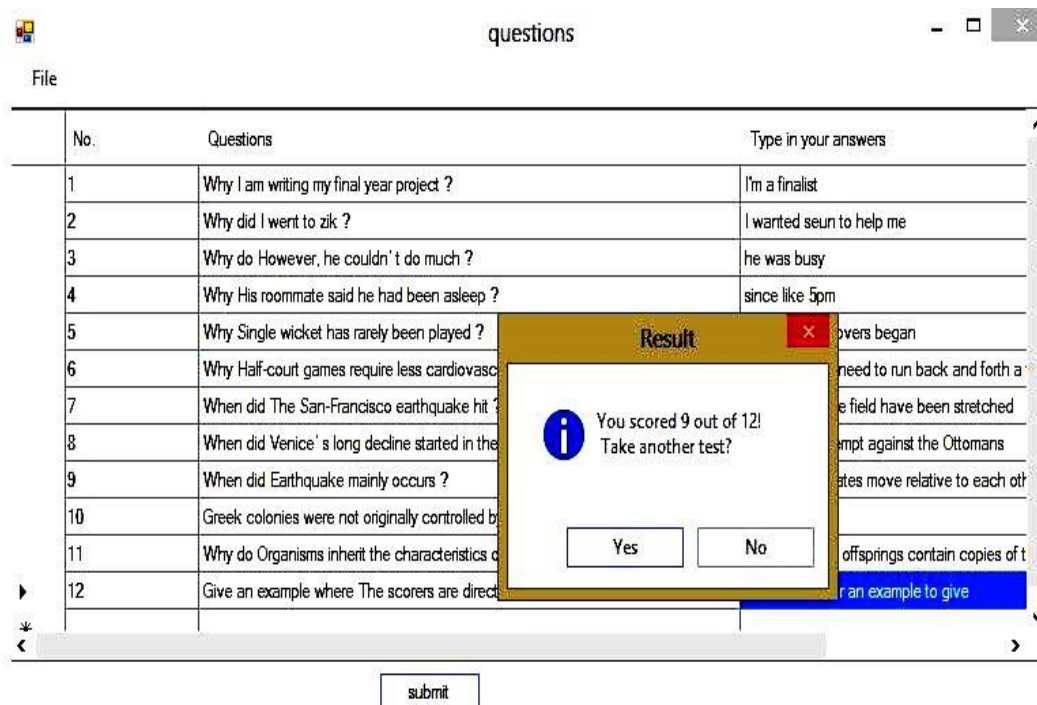 questions
File
No. Questions Type in your answers
1 Why I am writing my final year project ? I'm a finalist
2 Why did I went to zik ? I wanted seun to help me
3 Why do However, he couldn't do much ? he was busy
4 Why His roommate said he had been asleep ? since like 5pm
5 Why Single wicket has rarely been played ? overs began
6 Why Half-court games require less need to run back and forth a
7 When did The San-Francisco earthquake hit ? field have been stretched
8 When did Venice's long decline started in the against the Ottomans
9 When did Earthquake mainly occurs ? move relative to each
10 Greek colonies were not originally controlled
11 Why do Organisms inherit the characteristics offsprings contain copies of
12 Give an example where The scorers are an example to give
Result
You scored 9 out of 12!
Take another test?
Yes No
submit